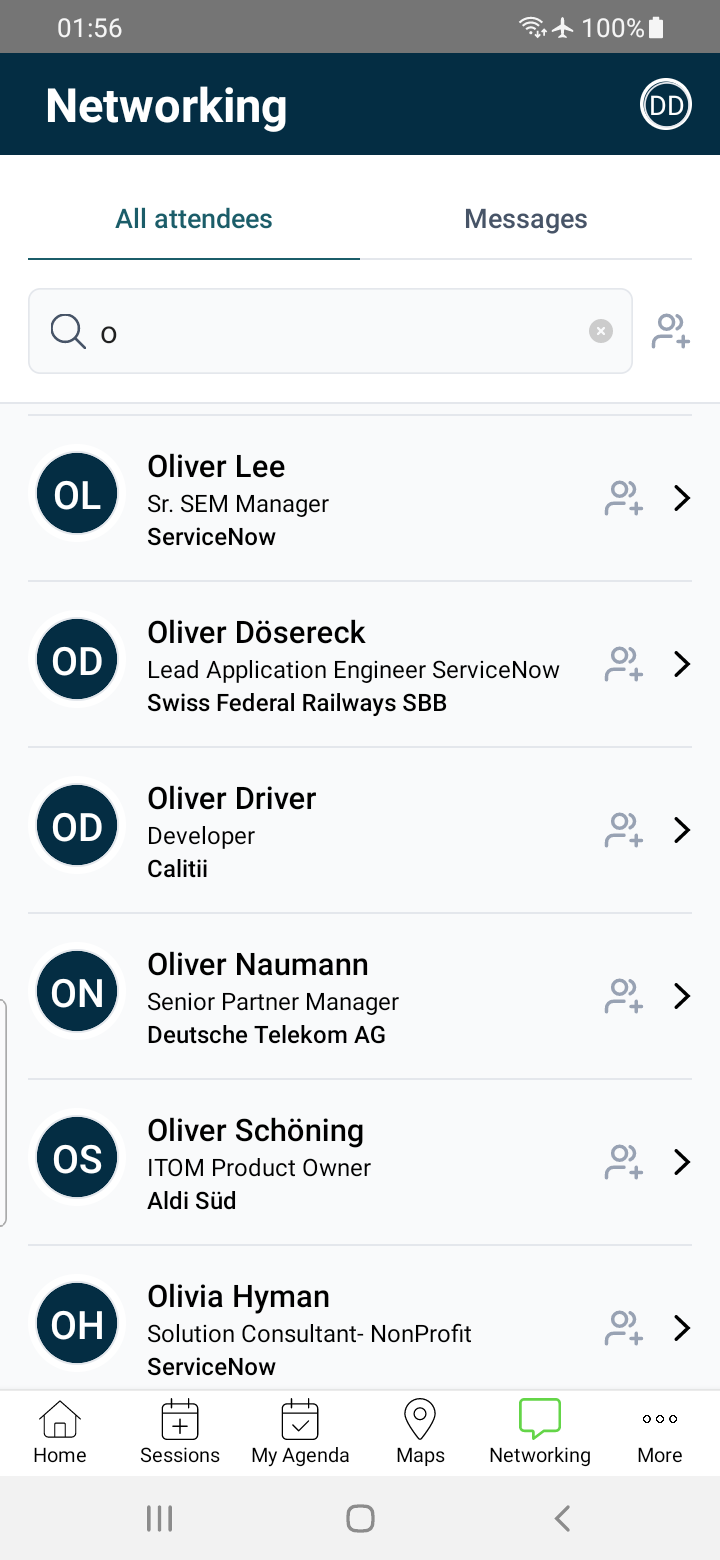 01:56
100%
Networking
DD
All attendees
Messages
o
OL
Oliver Lee
Sr. SEM Manager
ServiceNow
OD
Oliver Dösereck
Lead Application Engineer ServiceNow
Swiss Federal Railways SBB
OD
Oliver Driver
Developer
Calitii
ON
Oliver Naumann
Senior Partner Manager
Deutsche Telekom AG
OS
Oliver Schöning
ITOM Product Owner
Aldi Süd
OH
Olivia Hyman
Solution Consultant- NonProfit
ServiceNow
Home
Sessions
My Agenda
Maps
Networking
More